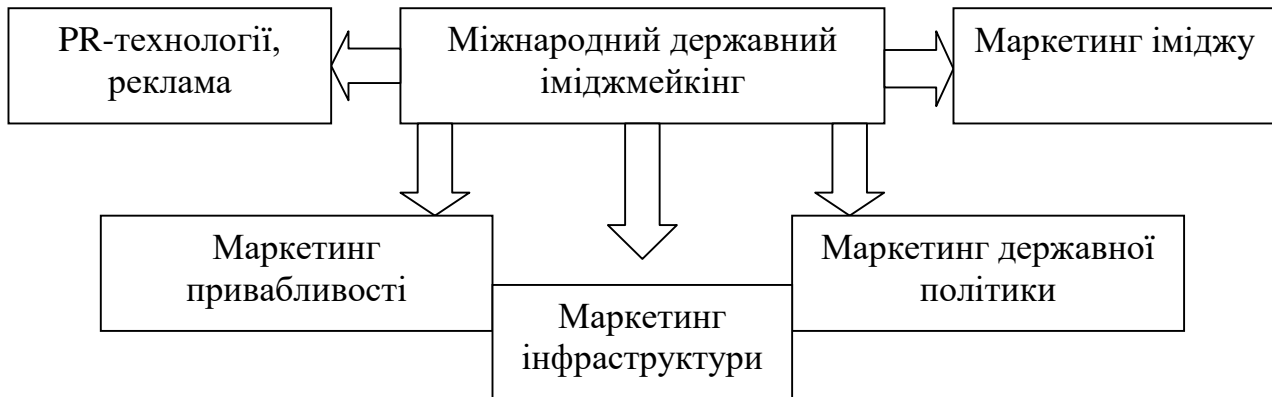 PR-технології,
реклама
Міжнародний державний
іміджмейкінг
Маркетинг іміджу
Маркетинг
привабливості
Маркетинг
інфраструктури
Маркетинг державної
політики